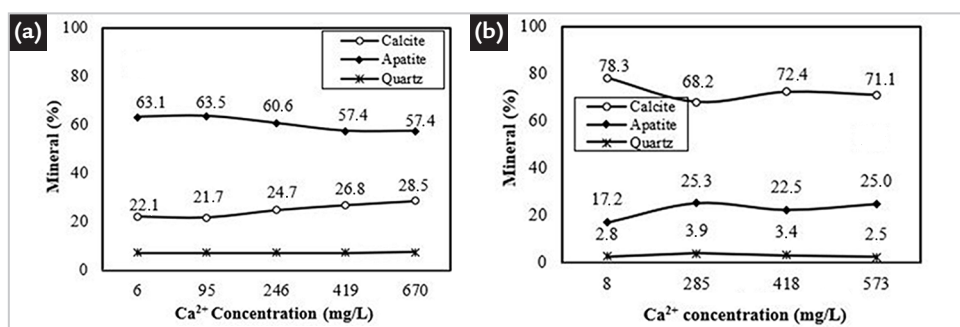 (a)
100
80
60
40
20
0
Mineral (%)
Calcite
Apatite
Quartz
63.1 63.5 60.6 57.4 57.4
22.1 21.7 24.7 26.8 28.5
6 95 246 419 670
Ca²⁺ Concentration (mg/L)
(b)
100
80
60
40
20
0
Mineral (%)
78.3 68.2 72.4 71.1
Calcite
Apatite
Quartz
17.2 25.3 22.5 25.0
2.8 3.9 3.4 2.5
8 285 418 573
Ca²⁺ concentration (mg/L)